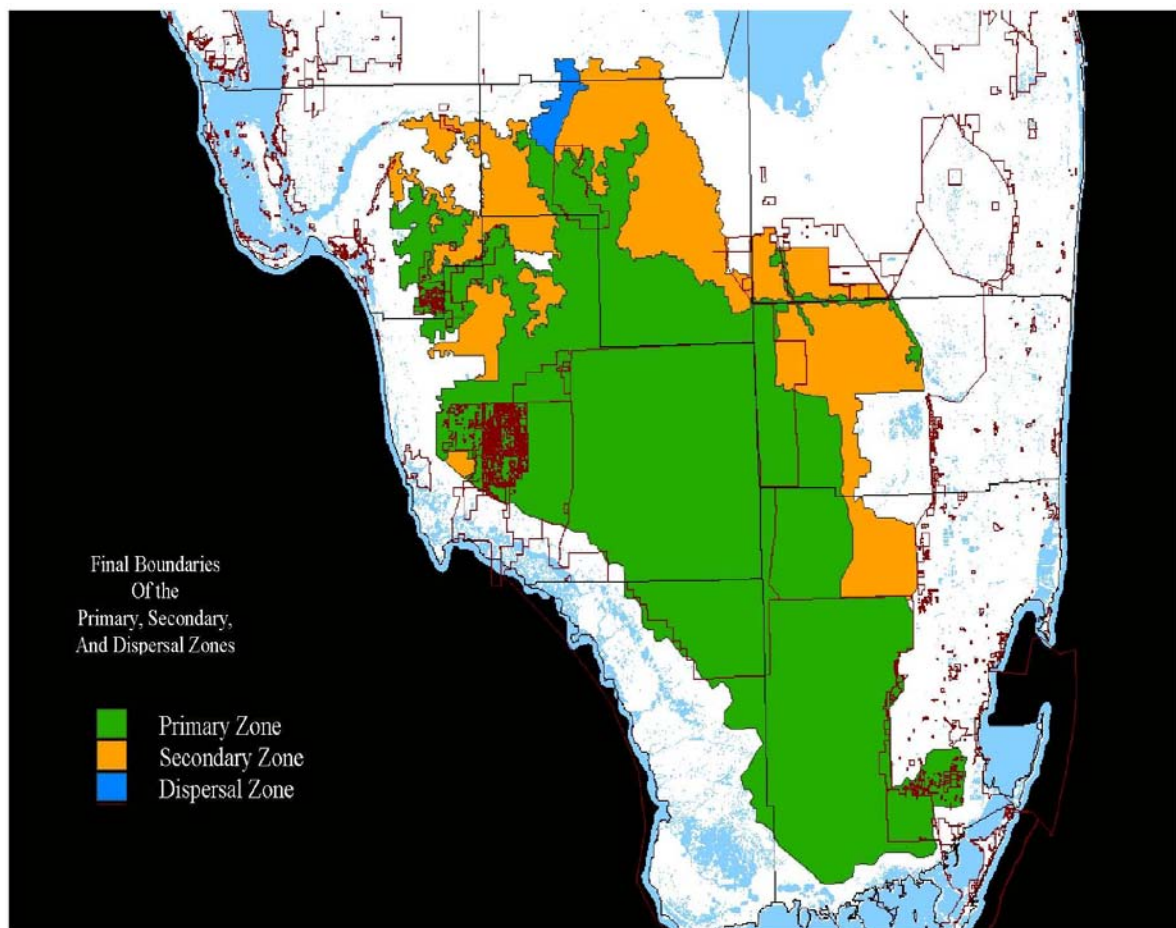 Final Boundaries
Of the
Primary, Secondary,
And Dispersal Zones
Primary Zone
Secondary Zone
Dispersal Zone